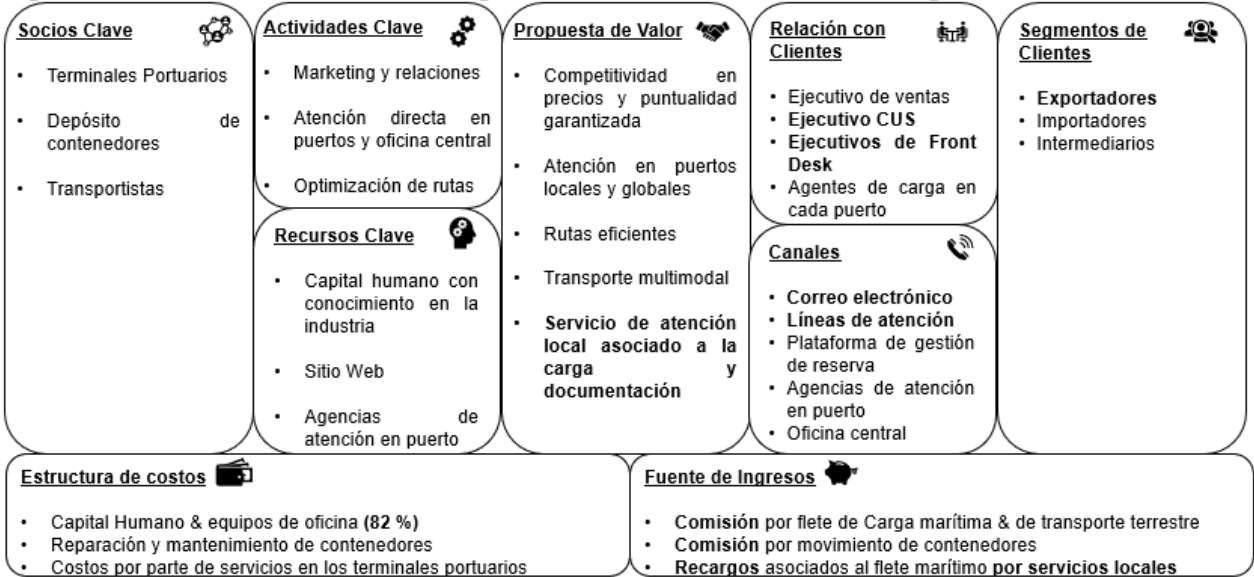 Socios Clave
• Terminales Portuarios
• Depósito de
contenedores
• Transportistas
Actividades Clave
• Marketing y relaciones
• Atención directa en
puertos y oficina central
• Optimización de rutas
Recursos Clave
• Capital humano con
conocimiento en la
industria
• Sitio Web
• Agencias de
atención en puerto
Propuesta de Valor
• Competitividad en
precios y puntualidad
garantizada
• Atención en puertos
locales y globales
• Rutas eficientes
• Transporte multimodal
• Servicio de atención
local asociado a la
carga y
documentación
Relación con
Clientes
• Ejecutivo de ventas
• Ejecutivo CUS
• Ejecutivos de Front
Desk
• Agentes de carga en
cada puerto
Canales
• Correo electrónico
• Líneas de atención
• Plataforma de gestión
de reserva
• Agencias de atención
en puerto
• Oficina central
Segmentos de
Clientes
• Exportadores
• Importadores
• Intermediarios
Estructura de costos
• Capital Humano & equipos de oficina (82 %)
• Reparación y mantenimiento de contenedores
• Costos por parte de servicios en los terminales portuarios
Fuente de Ingresos
• Comisión por flete de Carga marítima & de transporte terrestre
• Comisión por movimiento de contenedores
• Recargos asociados al flete marítimo por servicios locales